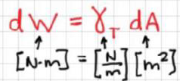 dW = γ_T dA
[N·m] = [N/m] [m²]